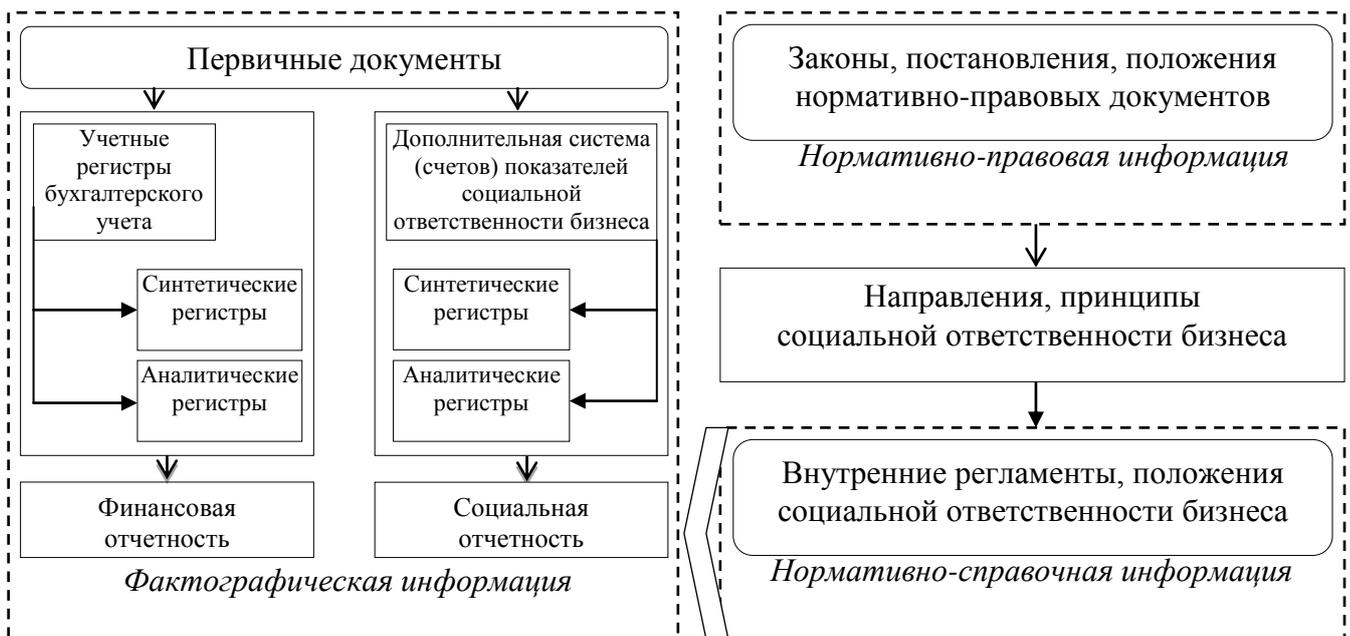 Первичные документы
Учетные
регистры
бухгалтерского
учета
Синтетические
регистры
Аналитические
регистры
Финансовая
отчетность
Дополнительная система
(счетов) показателей
социальной
ответственности бизнеса
Синтетические
регистры
Аналитические
регистры
Социальная
отчетность
Фактографическая информация
Законы, постановления, положения
нормативно-правовых документов
Нормативно-правовая информация
Направления, принципы
социальной ответственности бизнеса
Внутренние регламенты, положения
социальной ответственности бизнеса
Нормативно-справочная информация